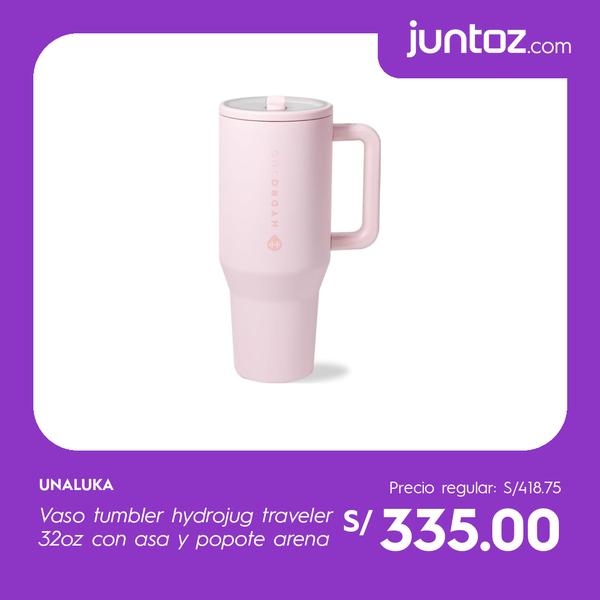 juntoz.com
HYDROJUG
UNALUKA
Vaso tumbler hydrojug traveler
32oz con asa y popote arena
Precio regular: S/418.75
S/ 335.00